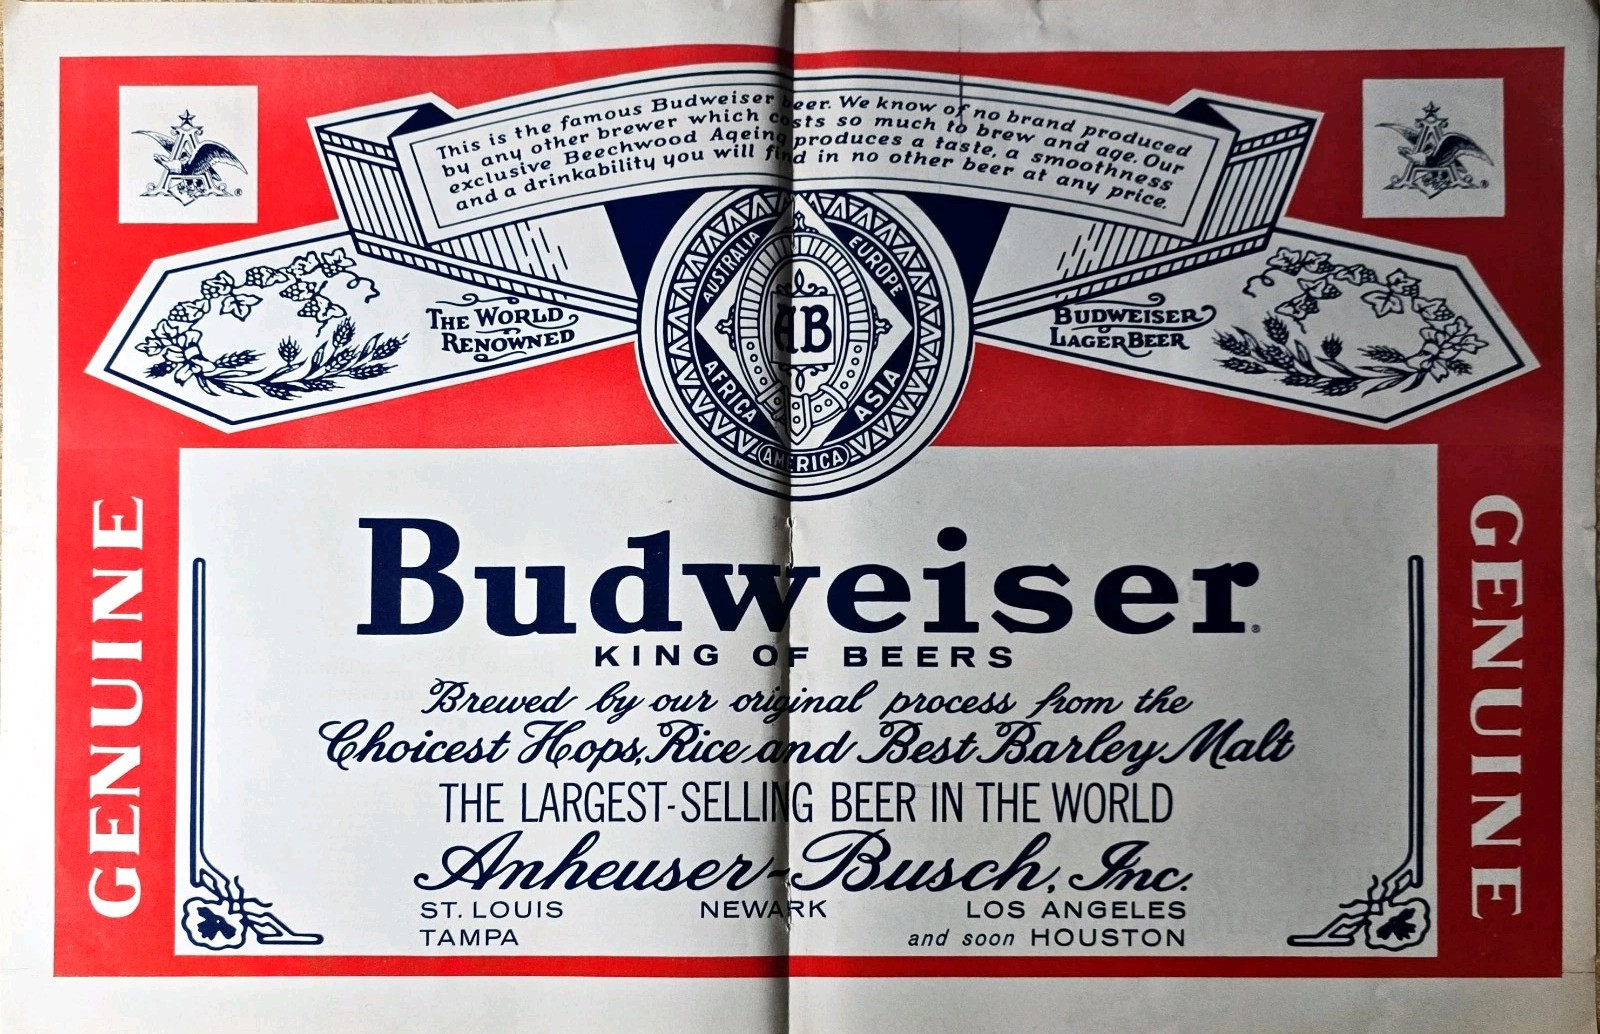 This is the famous Budweiser beer. We know of no brand produced
by any other brewer which costs so much to brew and age. Our
exclusive Beechwood Ageing produces a taste, a smoothness
and a drinkability you will find in no other beer at any price.
AUSTRALIA
EUROPE
THE WORLD
RENOWNED
AB
BUDWEISER
LAGER BEER
AFRICA
ASIA
AMERICA
GENUINE
GENUINE
Budweiser®
KING OF BEERS
Brewed by our original process from the
Choicest Hops, Rice and Best Barley Malt
THE LARGEST-SELLING BEER IN THE WORLD
Anheuser-Busch, Inc.
ST. LOUIS NEWARK LOS ANGELES
TAMPA and soon HOUSTON